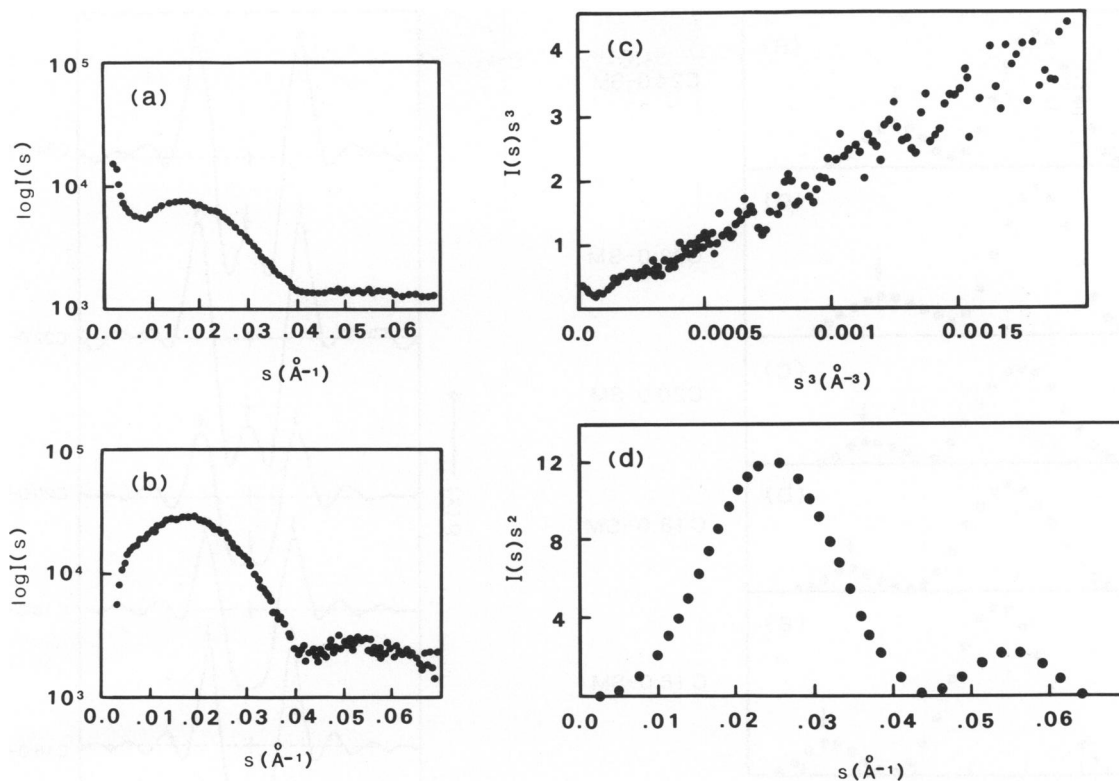 (a)
logI(s)
10⁵
10⁴
10³
0.0 .01 .02 .03 .04 .05 .06
s(Å⁻¹)
(b)
logI(s)
10⁵
10⁴
10³
0.0 .01 .02 .03 .04 .05 .06
s(Å⁻¹)
(c)
I(s)s³
4
3
2
1
0.0 0.0005 0.001 0.0015
s³(Å⁻³)
(d)
I(s)s²
12
8
4
0.0 .01 .02 .03 .04 .05 .06
s(Å⁻¹)